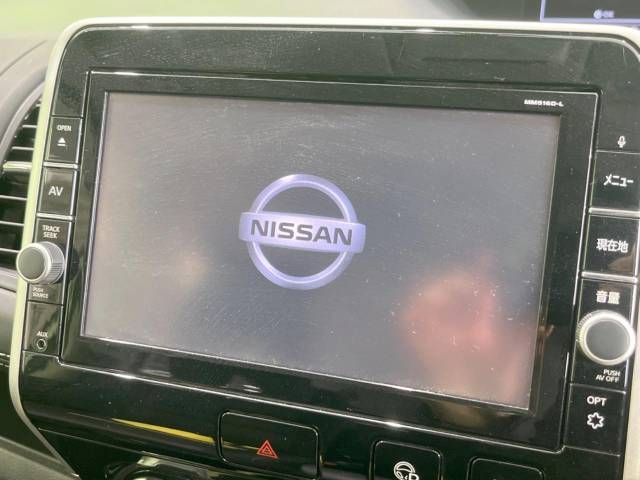 MM516D-L
OPEN
AV
TRACK
SEEK
PUSH
SOURCE
AUX
NISSAN
メニュー
現在地
音量
PUSH
AV OFF
OPT
P